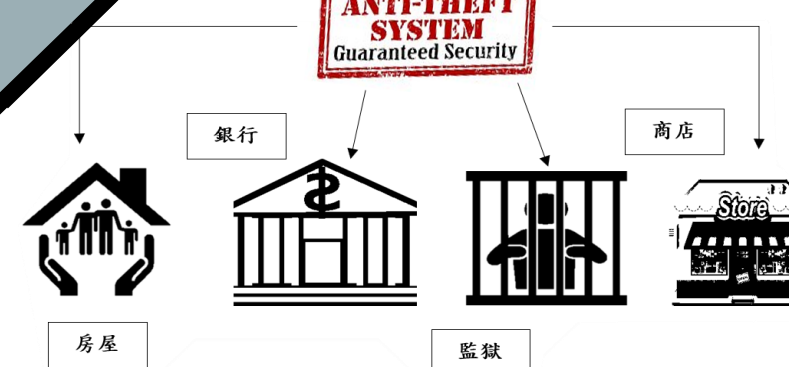 ANTI-THEFT
SYSTEM
Guaranteed Security
銀行
商店
Store
房屋
監獄